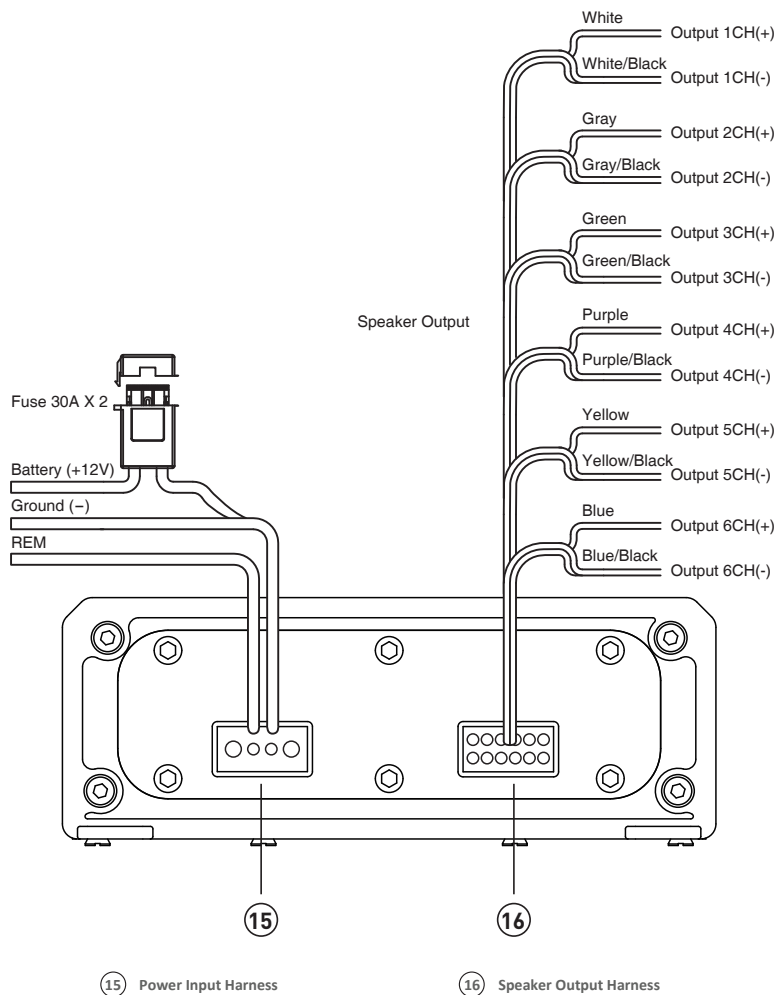 White
Output 1CH(+)
White/Black
Output 1CH(-)
Gray
Output 2CH(+)
Gray/Black
Output 2CH(-)
Green
Output 3CH(+)
Green/Black
Output 3CH(-)
Speaker Output
Purple
Output 4CH(+)
Purple/Black
Output 4CH(-)
Fuse 30A X 2
Yellow
Output 5CH(+)
Yellow/Black
Output 5CH(-)
Battery (+12V)
Ground (−)
REM
Blue
Output 6CH(+)
Blue/Black
Output 6CH(-)
15
16
15 Power Input Harness
16 Speaker Output Harness